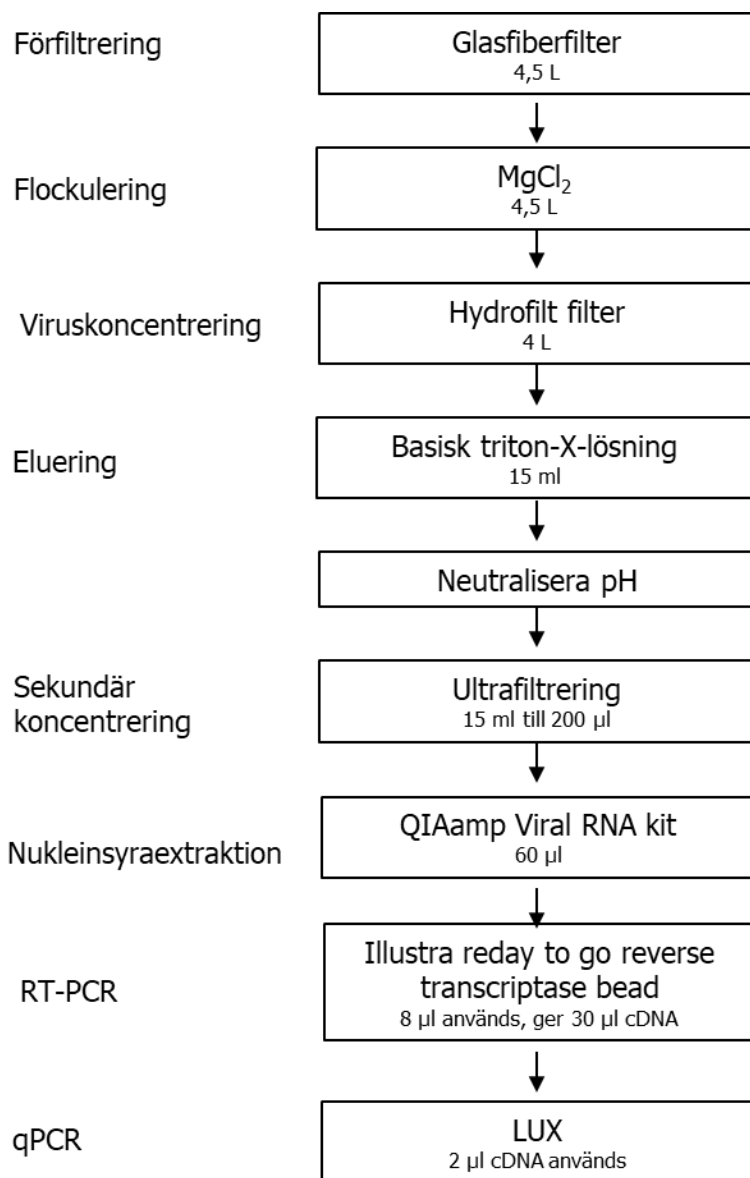 Förfiltrering
Glasfiberfilter
4,5 L
Flockulering
MgCl₂
4,5 L
Viruskoncentrering
Hydrofilt filter
4 L
Eluering
Basisk triton-X-lösning
15 ml
Neutralisera pH
Sekundär
koncentrering
Ultrafiltrering
15 ml till 200 µl
Nukleinsyraextraktion
QIAamp Viral RNA kit
60 µl
RT-PCR
Illustra reday to go reverse
transcriptase bead
8 µl används, ger 30 µl cDNA
qPCR
LUX
2 µl cDNA används